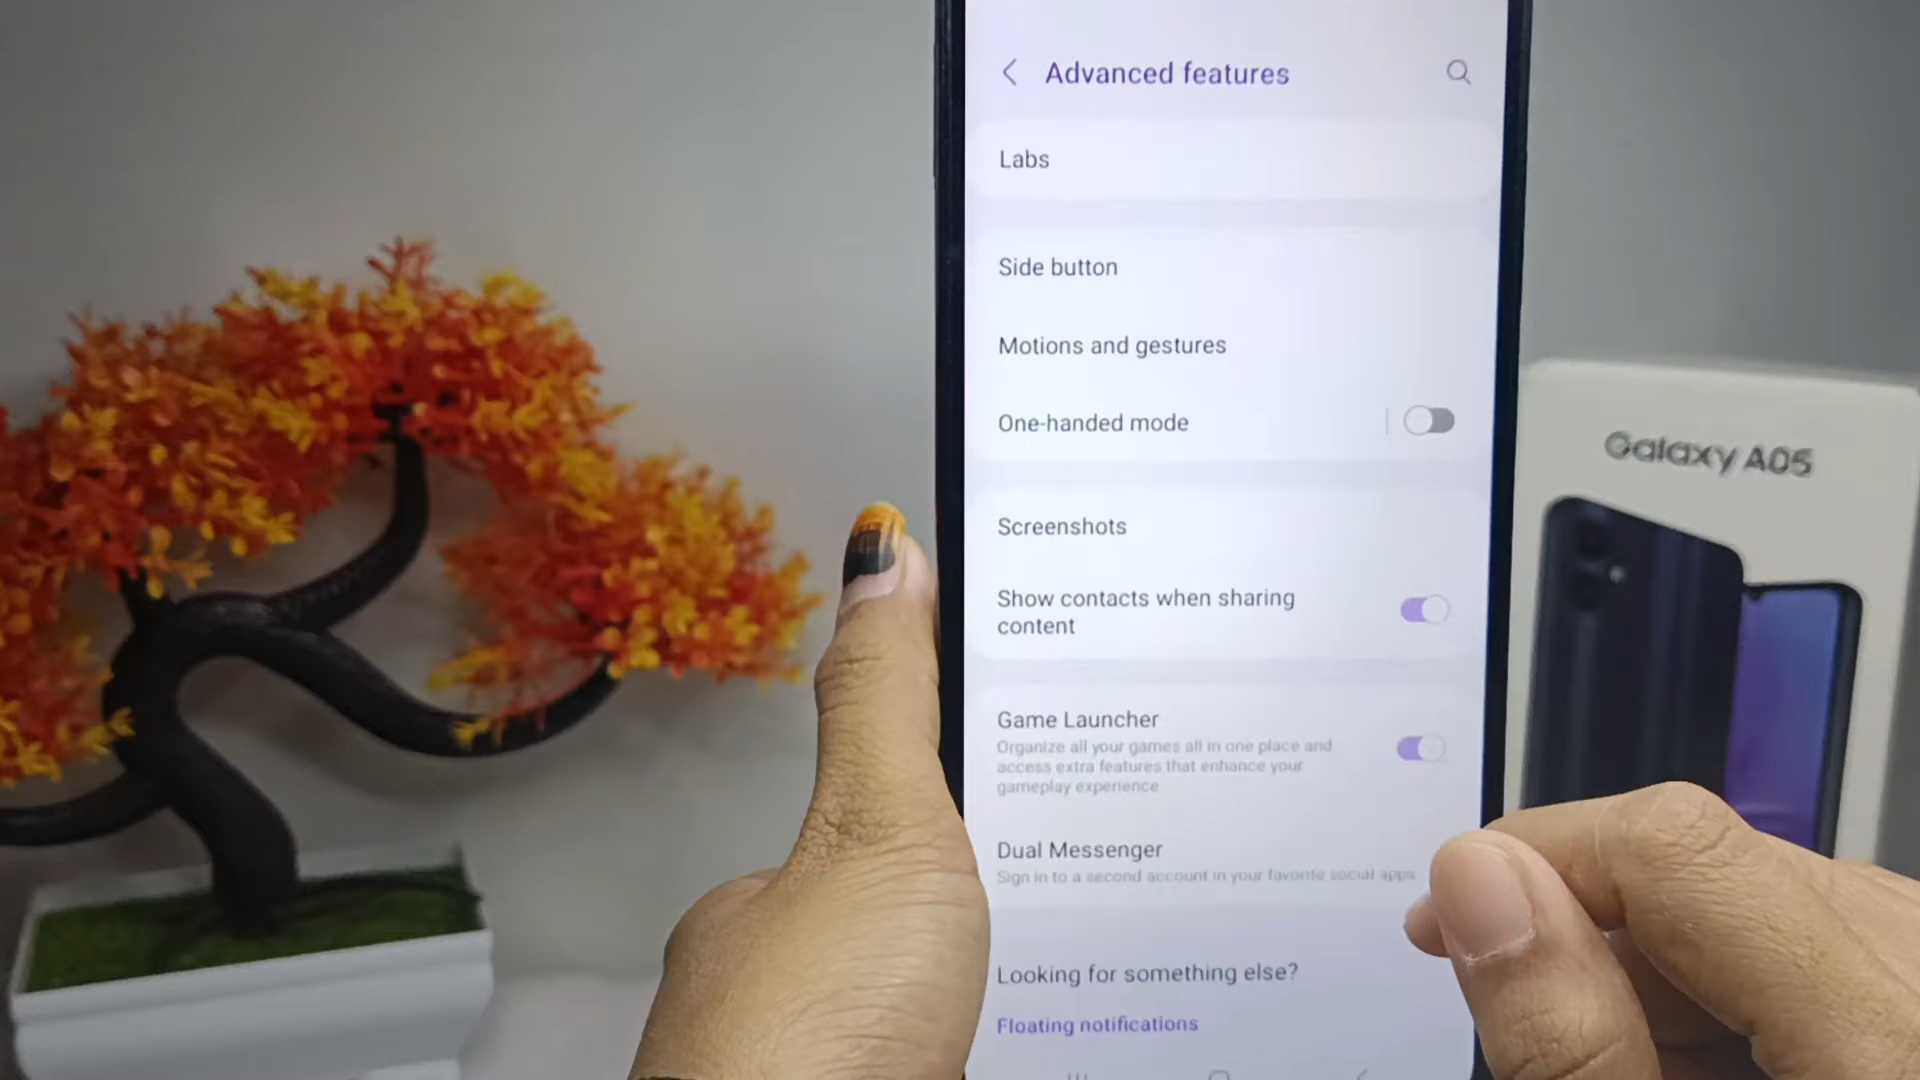 Advanced features
Labs
Side button
Motions and gestures
One-handed mode
Screenshots
Show contacts when sharing
content
Game Launcher
Organize all your games all in one place and
access extra features that enhance your
gameplay experience
Dual Messenger
Sign in to a second account in your favorite social apps
Looking for something else?
Floating notifications
Galaxy A05